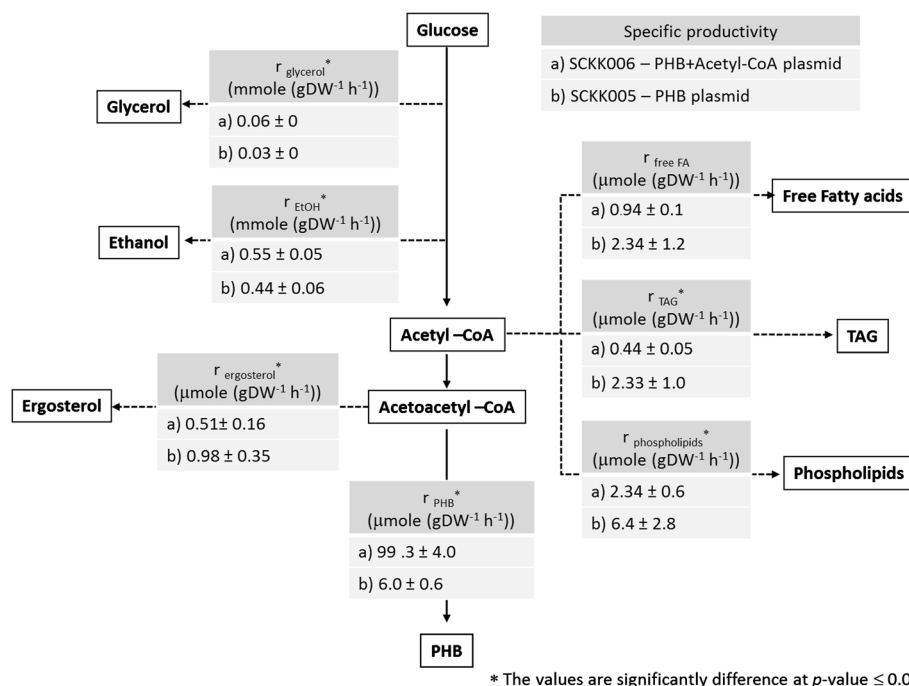 Glucose
Specific productivity
a) SCKK006 – PHB+Acetyl-CoA plasmid
b) SCKK005 – PHB plasmid
r glycerol*
(mmole (gDW⁻¹ h⁻¹))
a) 0.06 ± 0
b) 0.03 ± 0
Glycerol
r EtOH*
(mmole (gDW⁻¹ h⁻¹))
a) 0.55 ± 0.05
b) 0.44 ± 0.06
Ethanol
r free FA
(µmole (gDW⁻¹ h⁻¹))
a) 0.94 ± 0.1
b) 2.34 ± 1.2
Free Fatty acids
Acetyl –CoA
r TAG*
(µmole (gDW⁻¹ h⁻¹))
a) 0.44 ± 0.05
b) 2.33 ± 1.0
TAG
r ergosterol*
(µmole (gDW⁻¹ h⁻¹))
a) 0.51± 0.16
b) 0.98 ± 0.35
Ergosterol
Acetoacetyl –CoA
r phospholipids*
(µmole (gDW⁻¹ h⁻¹))
a) 2.34 ± 0.6
b) 6.4 ± 2.8
Phospholipids
r PHB*
(µmole (gDW⁻¹ h⁻¹))
a) 99 .3 ± 4.0
b) 6.0 ± 0.6
PHB
* The values are significantly difference at p-value ≤ 0.0